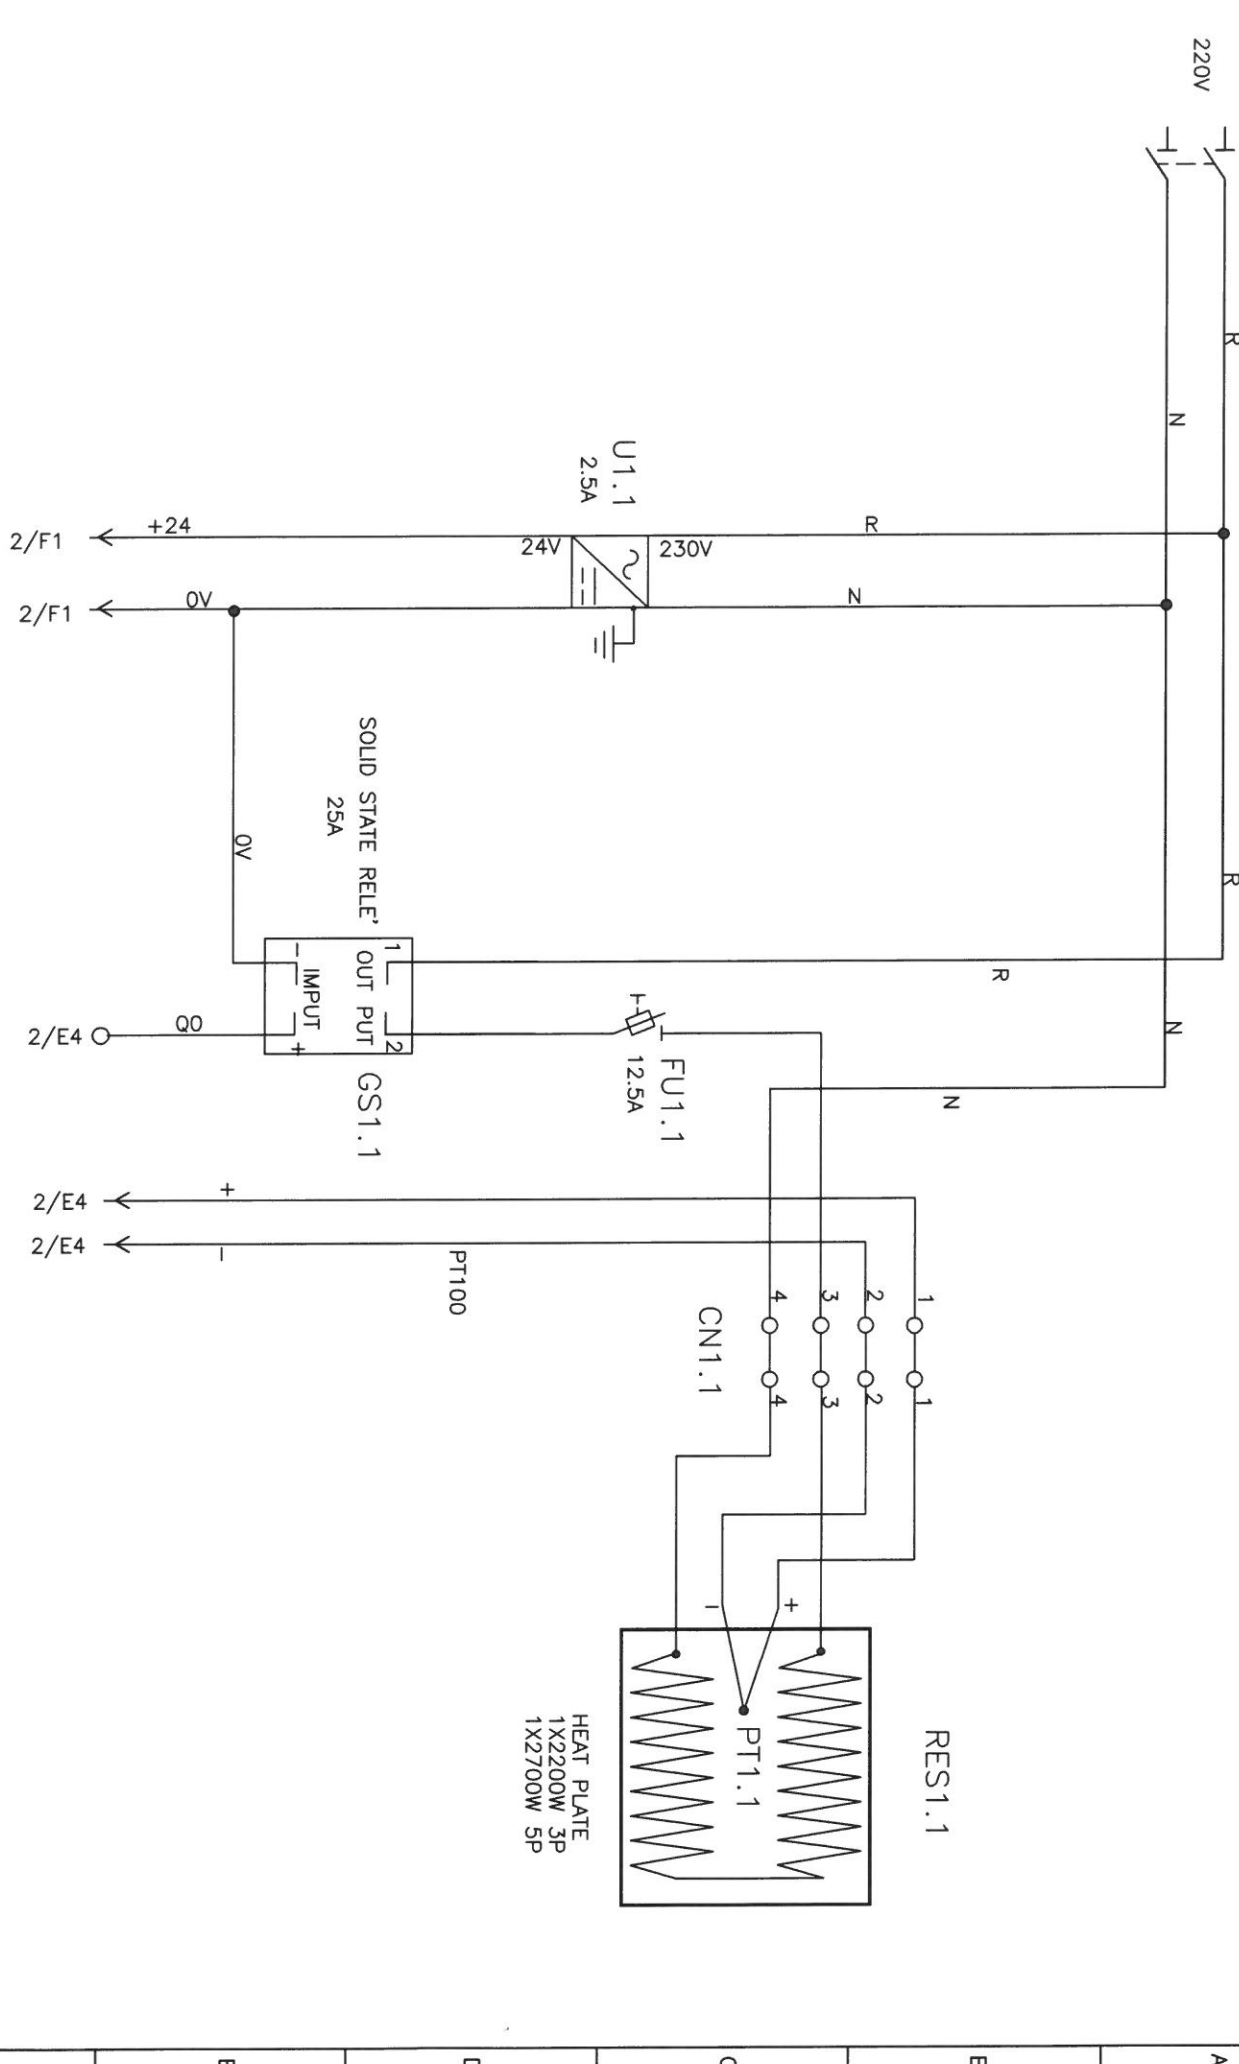 220V
R
N
U1.1
2.5A
24V
230V
R
N
+24
2/F1
0V
2/F1
R
0V
SOLID STATE RELE'
25A
1
OUT PUT
2
-
IMPUT
+
GS1.1
R
N
Q0
2/E4
FU1.1
12.5A
N
+
2/E4
-
2/E4
PT100
1
2
3
4
CN1.1
1
2
3
4
+
-
RES1.1
PT1.1
HEAT PLATE
1X2200W 3P
1X2700W 5P
A
B
C
D